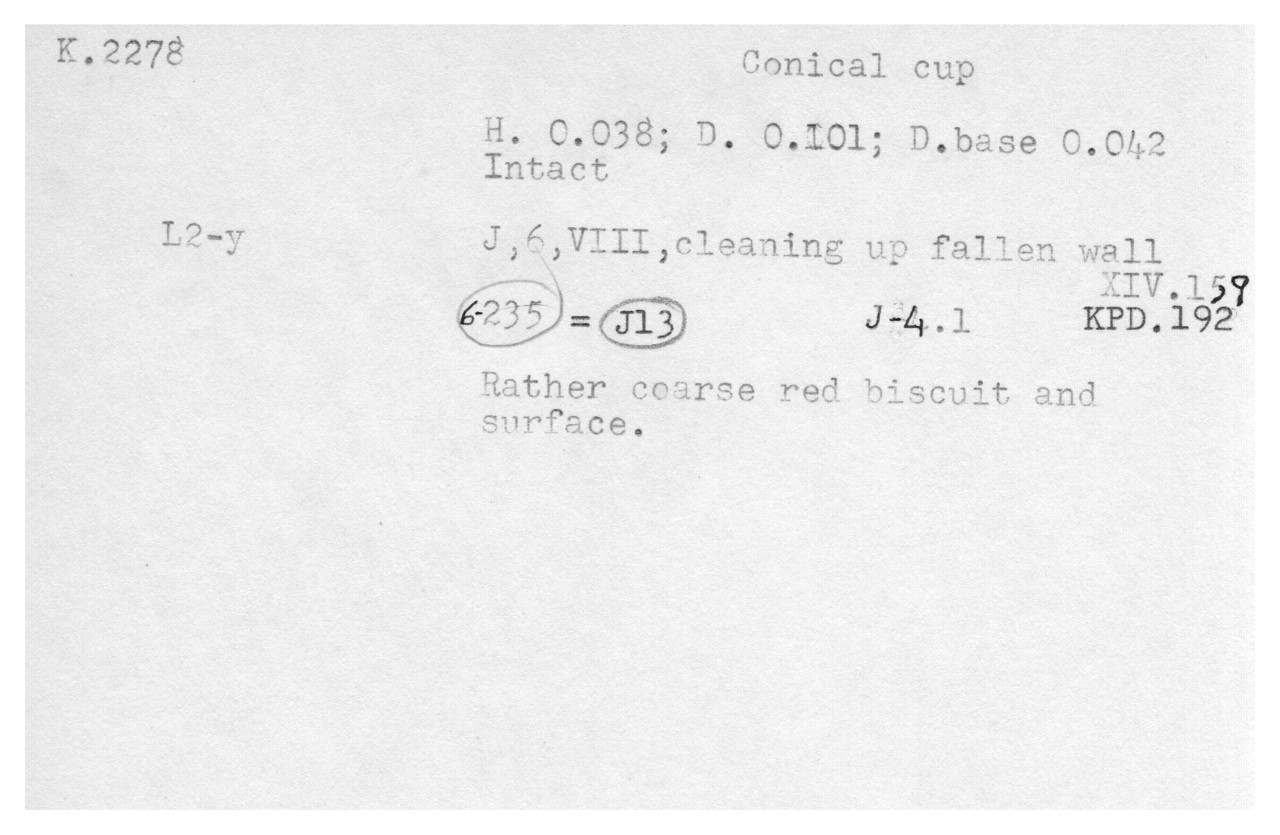 K.2278
Conical cup
H. 0.038; D. 0.I01; D.base 0.042
Intact
L2-y
J,6,VIII,cleaning up fallen wall
XIV.159
6-235 = J13 J-4.1 KPD.192
Rather coarse red biscuit and
surface.